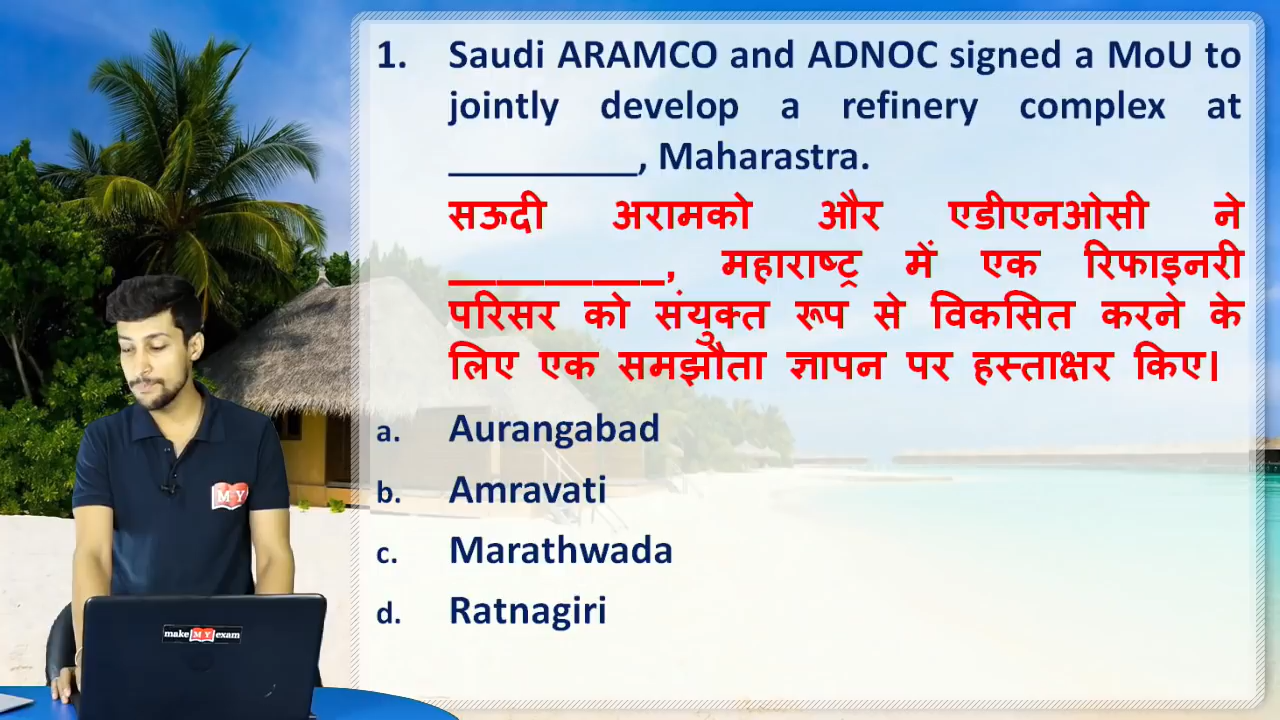 1. Saudi ARAMCO and ADNOC signed a MoU to
jointly develop a refinery complex at
_________, Maharastra.
सऊदी अरामको और एडीएनओसी ने
_________, महाराष्ट्र में एक रिफाइनरी
परिसर को संयुक्त रूप से विकसित करने के
लिए एक समझौता ज्ञापन पर हस्ताक्षर किए।
a. Aurangabad
b. Amravati
c. Marathwada
d. Ratnagiri
MY
make MY exam